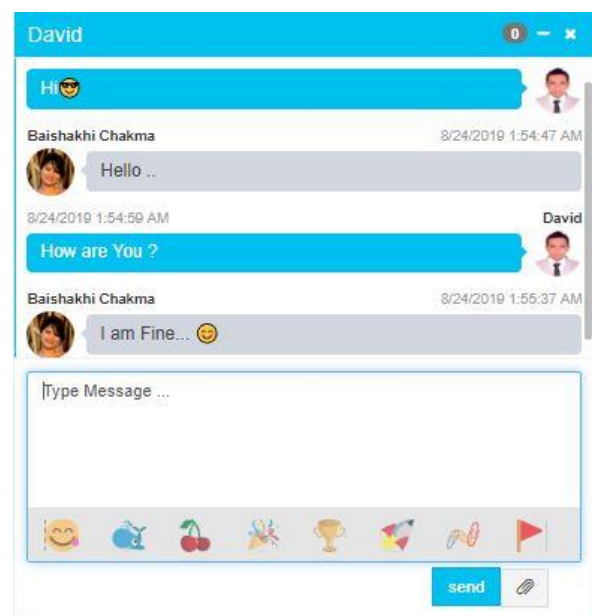 David 0
Hi😎
Baishakhi Chakma 8/24/2019 1:54:47 AM
Hello ..
8/24/2019 1:54:59 AM David
How are You ?
Baishakhi Chakma 8/24/2019 1:55:37 AM
I am Fine... 😊
Type Message ...
send